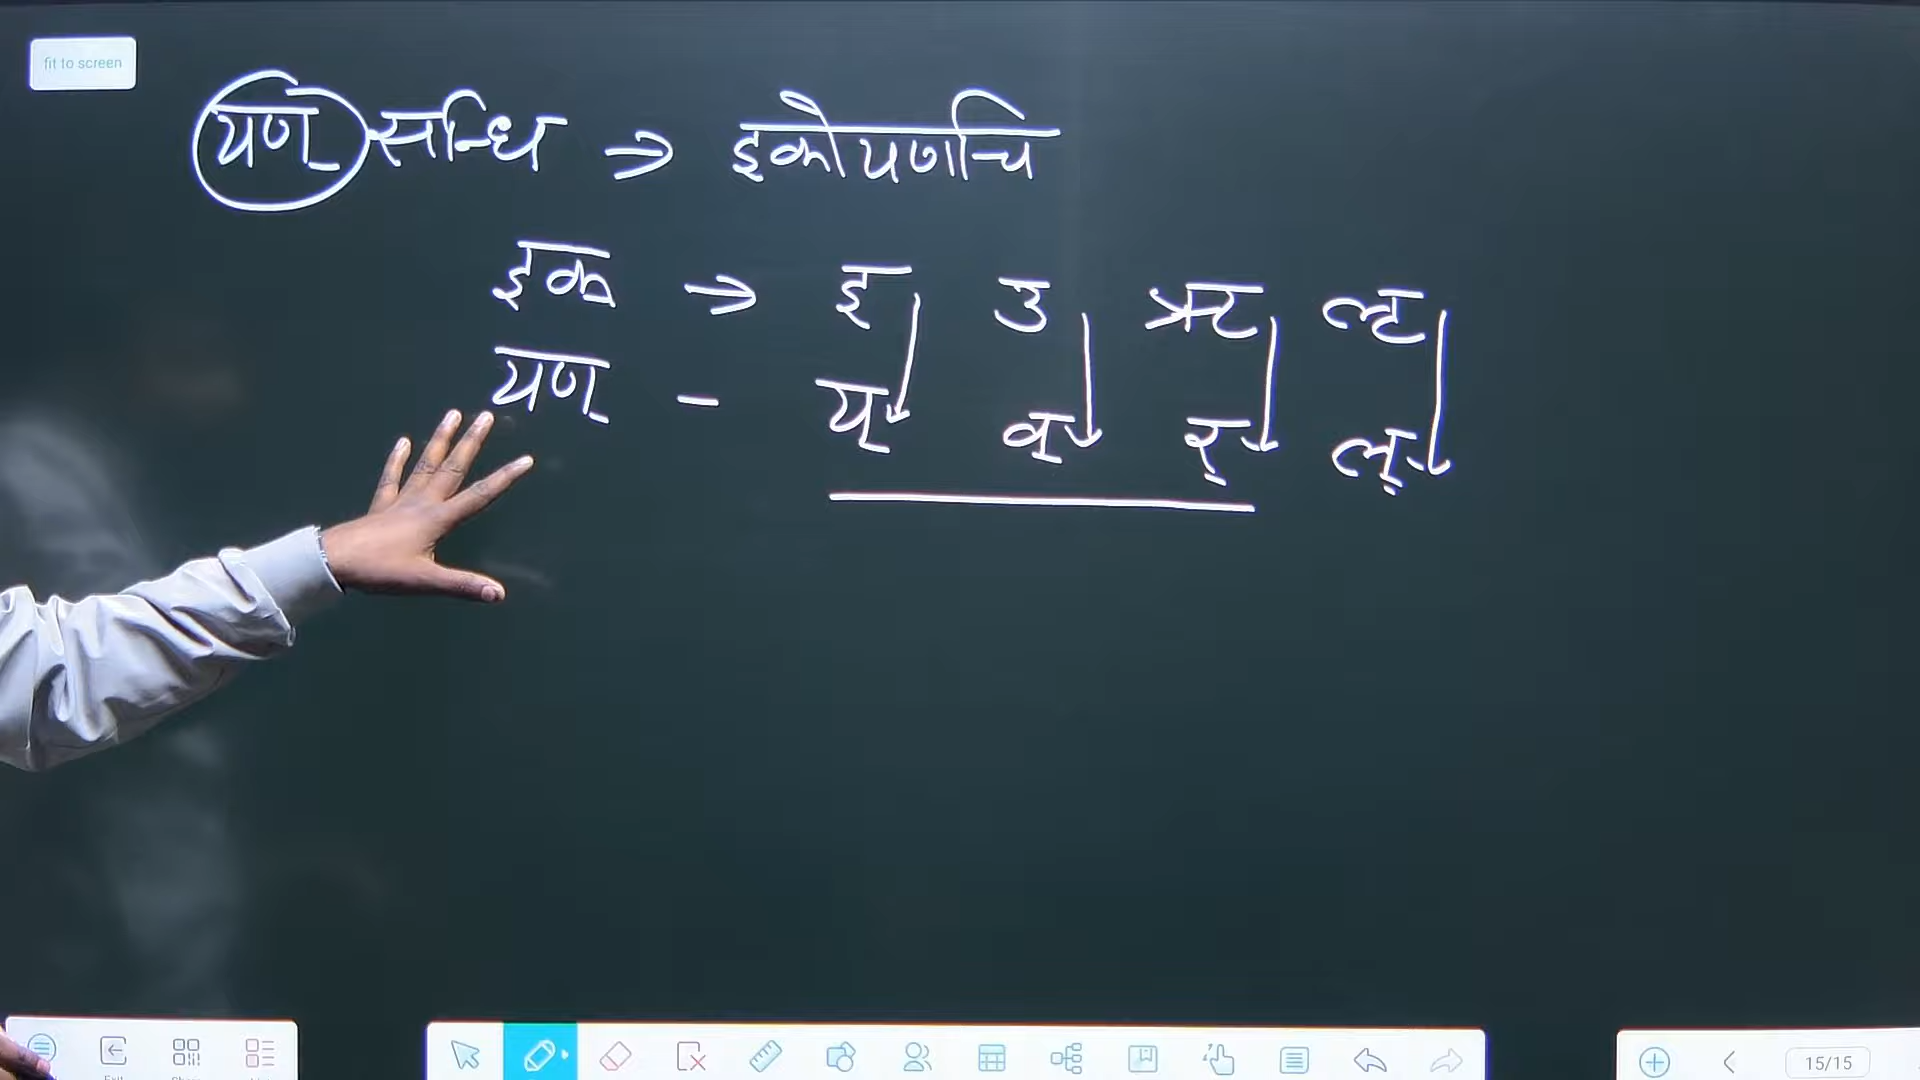 fit to screen
यण् सन्धि → इकोयणचि
इक → इ उ ऋ लृ
यण् - य् व् र् ल्
15/15